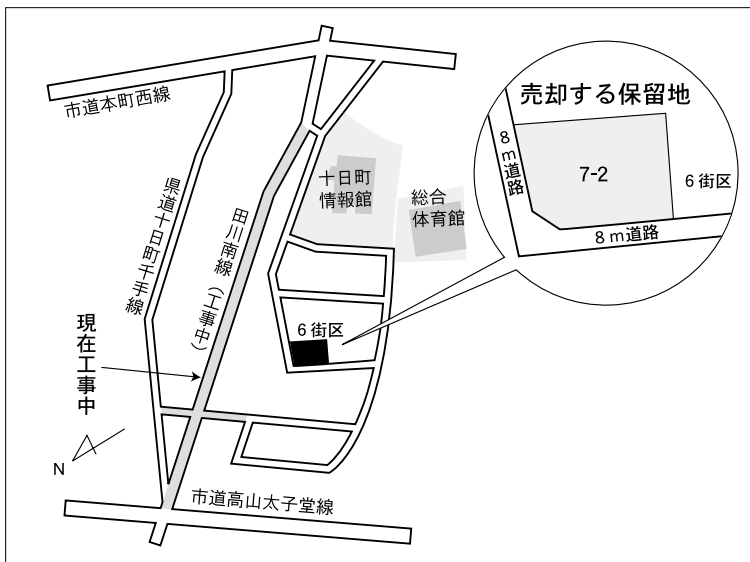 市道本町西線
県道十日町千手線
田川南線（工事中）
十日町
情報館
総合
体育館
売却する保留地
8m道路
7-2
6街区
8m道路
6街区
現在工事中
N
市道高山太子堂線